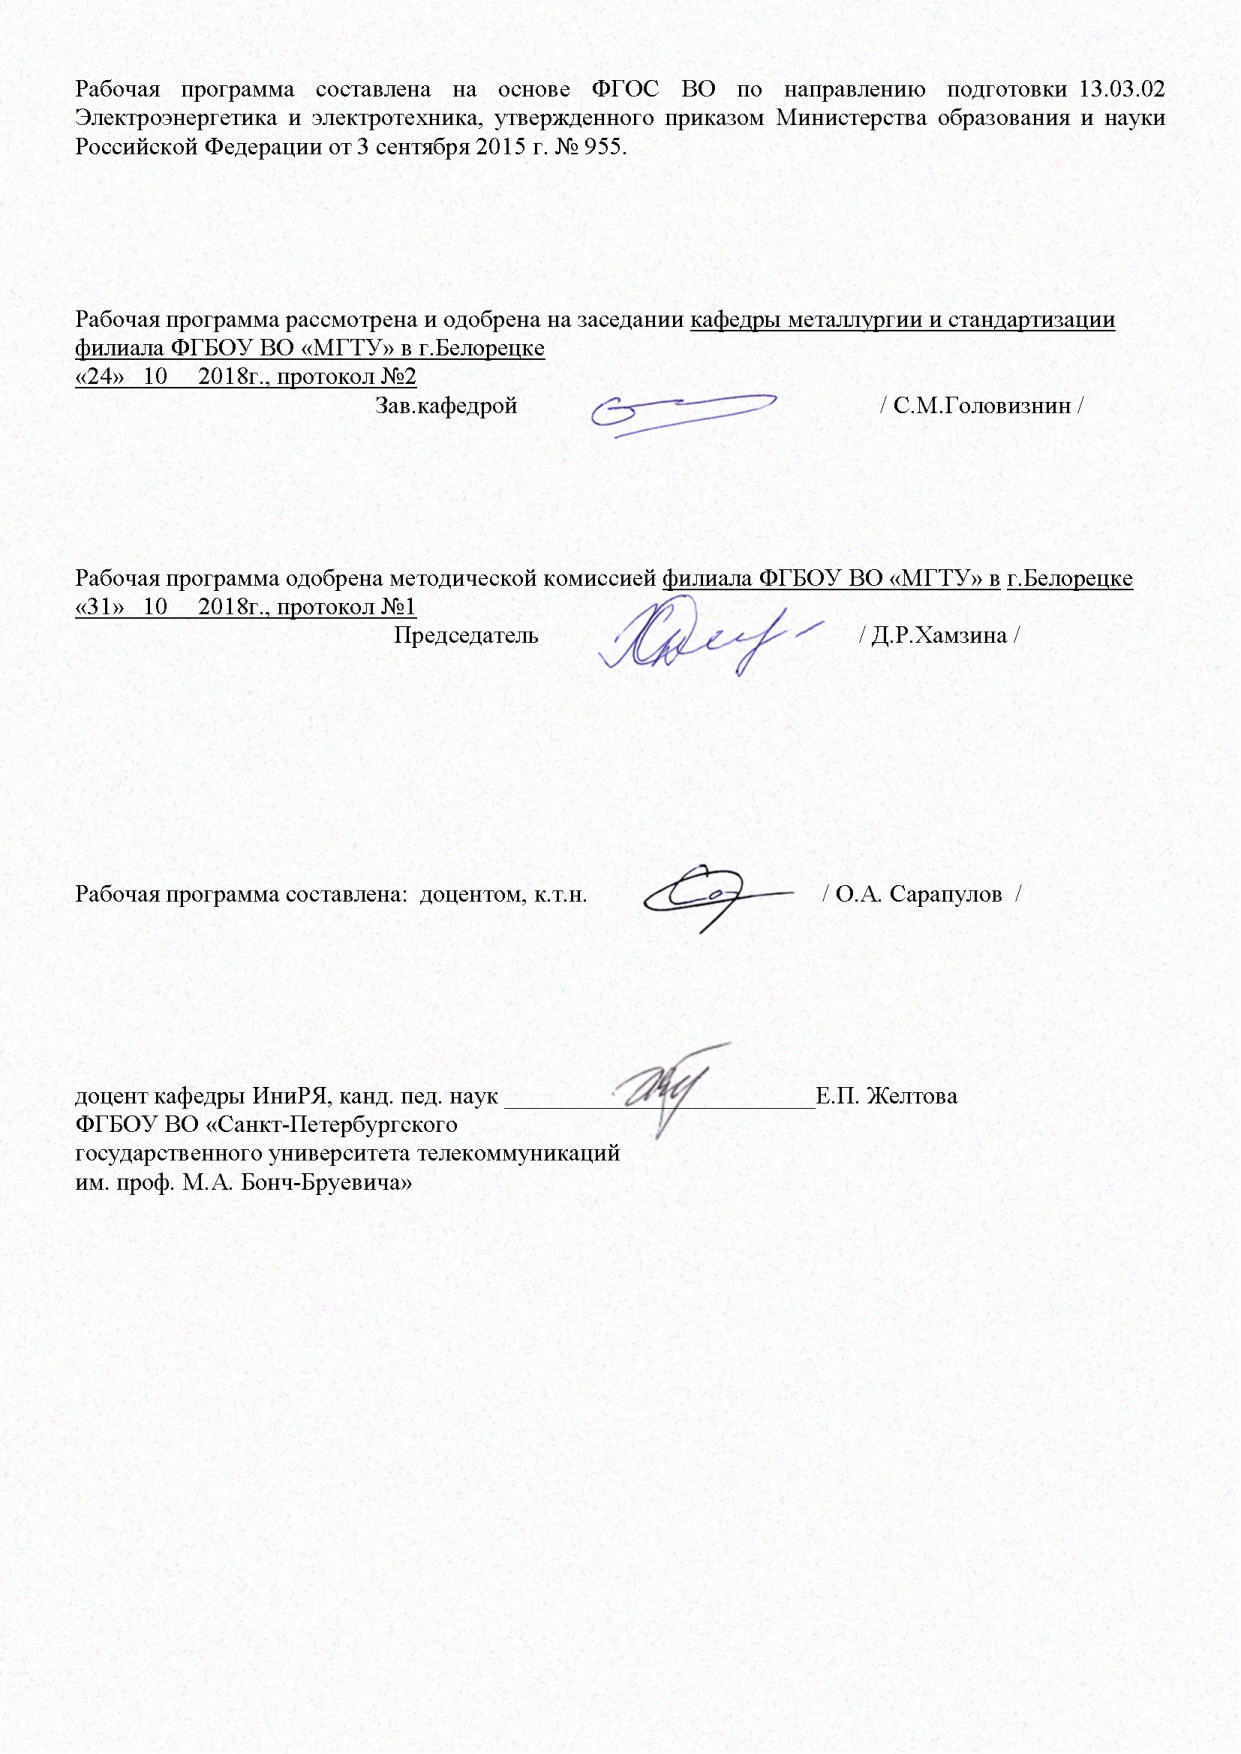 Рабочая программа составлена на основе ФГОС ВО по направлению подготовки 13.03.02
Электроэнергетика и электротехника, утвержденного приказом Министерства образования и науки
Российской Федерации от 3 сентября 2015 г. № 955.
Рабочая программа рассмотрена и одобрена на заседании кафедры металлургии и стандартизации
филиала ФГБОУ ВО «МГТУ» в г.Белорецке
«24» 10 2018г., протокол №2
Зав.кафедрой / С.М.Головизнин /
Рабочая программа одобрена методической комиссией филиала ФГБОУ ВО «МГТУ» в г.Белорецке
«31» 10 2018г., протокол №1
Председатель / Д.Р.Хамзина /
Рабочая программа составлена: доцентом, к.т.н. / О.А. Сарапулов /
доцент кафедры ИниРЯ, канд. пед. наук __________________________Е.П. Желтова
ФГБОУ ВО «Санкт-Петербургского
государственного университета телекоммуникаций
им. проф. М.А. Бонч-Бруевича»